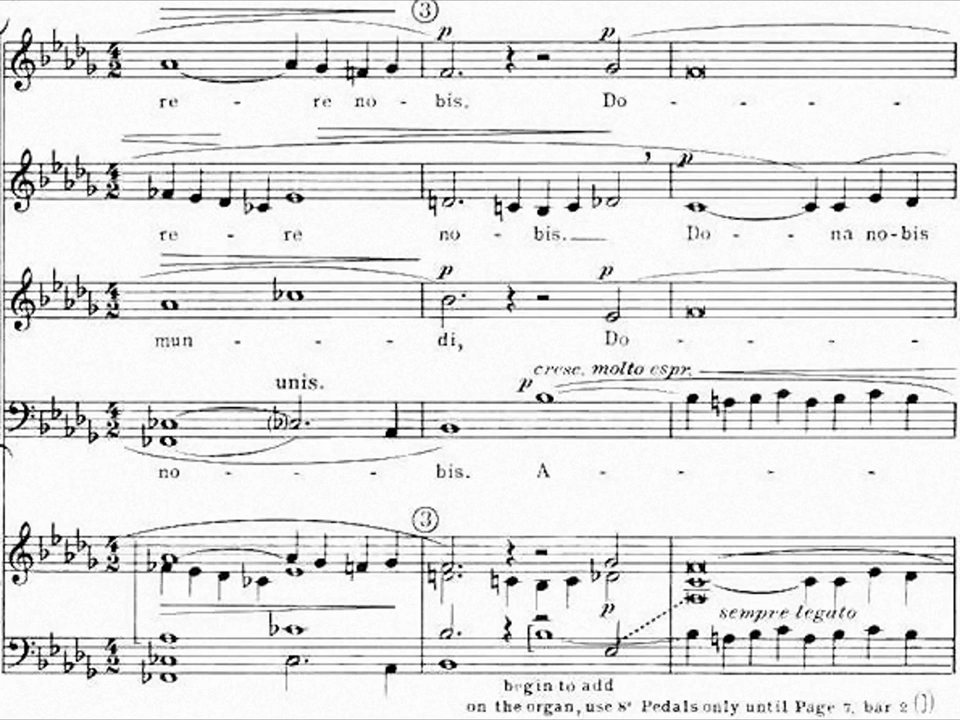 ③
p p
re - re no - bis. Do - - - -
p
re - re no - bis. Do - - na no-bis
p p
mun - - - di, Do - - - -
cresc. molto espr.
unis. p
no - - - bis. A - - - -
③
p sempre legato
begin to add
on the organ, use 8' Pedals only until Page 7, bar 2